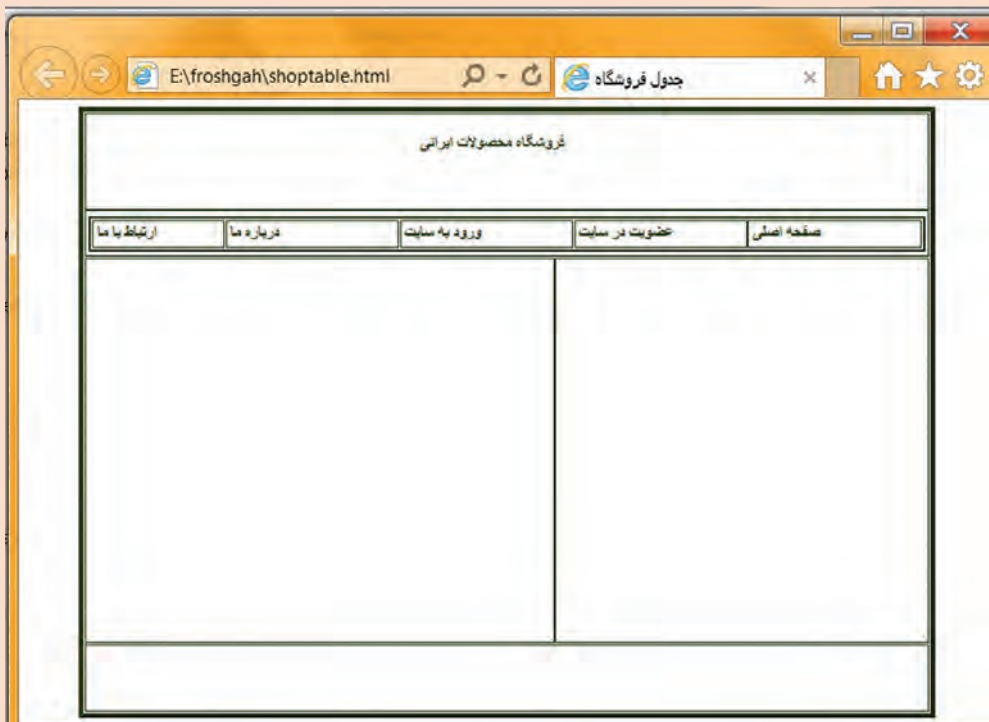 E:\froshgah\shoptable.html
جدول فروشگاه
فروشگاه محصولات ایرانی
صفحه اصلی
عضویت در سایت
ورود به سایت
درباره ما
ارتباط با ما